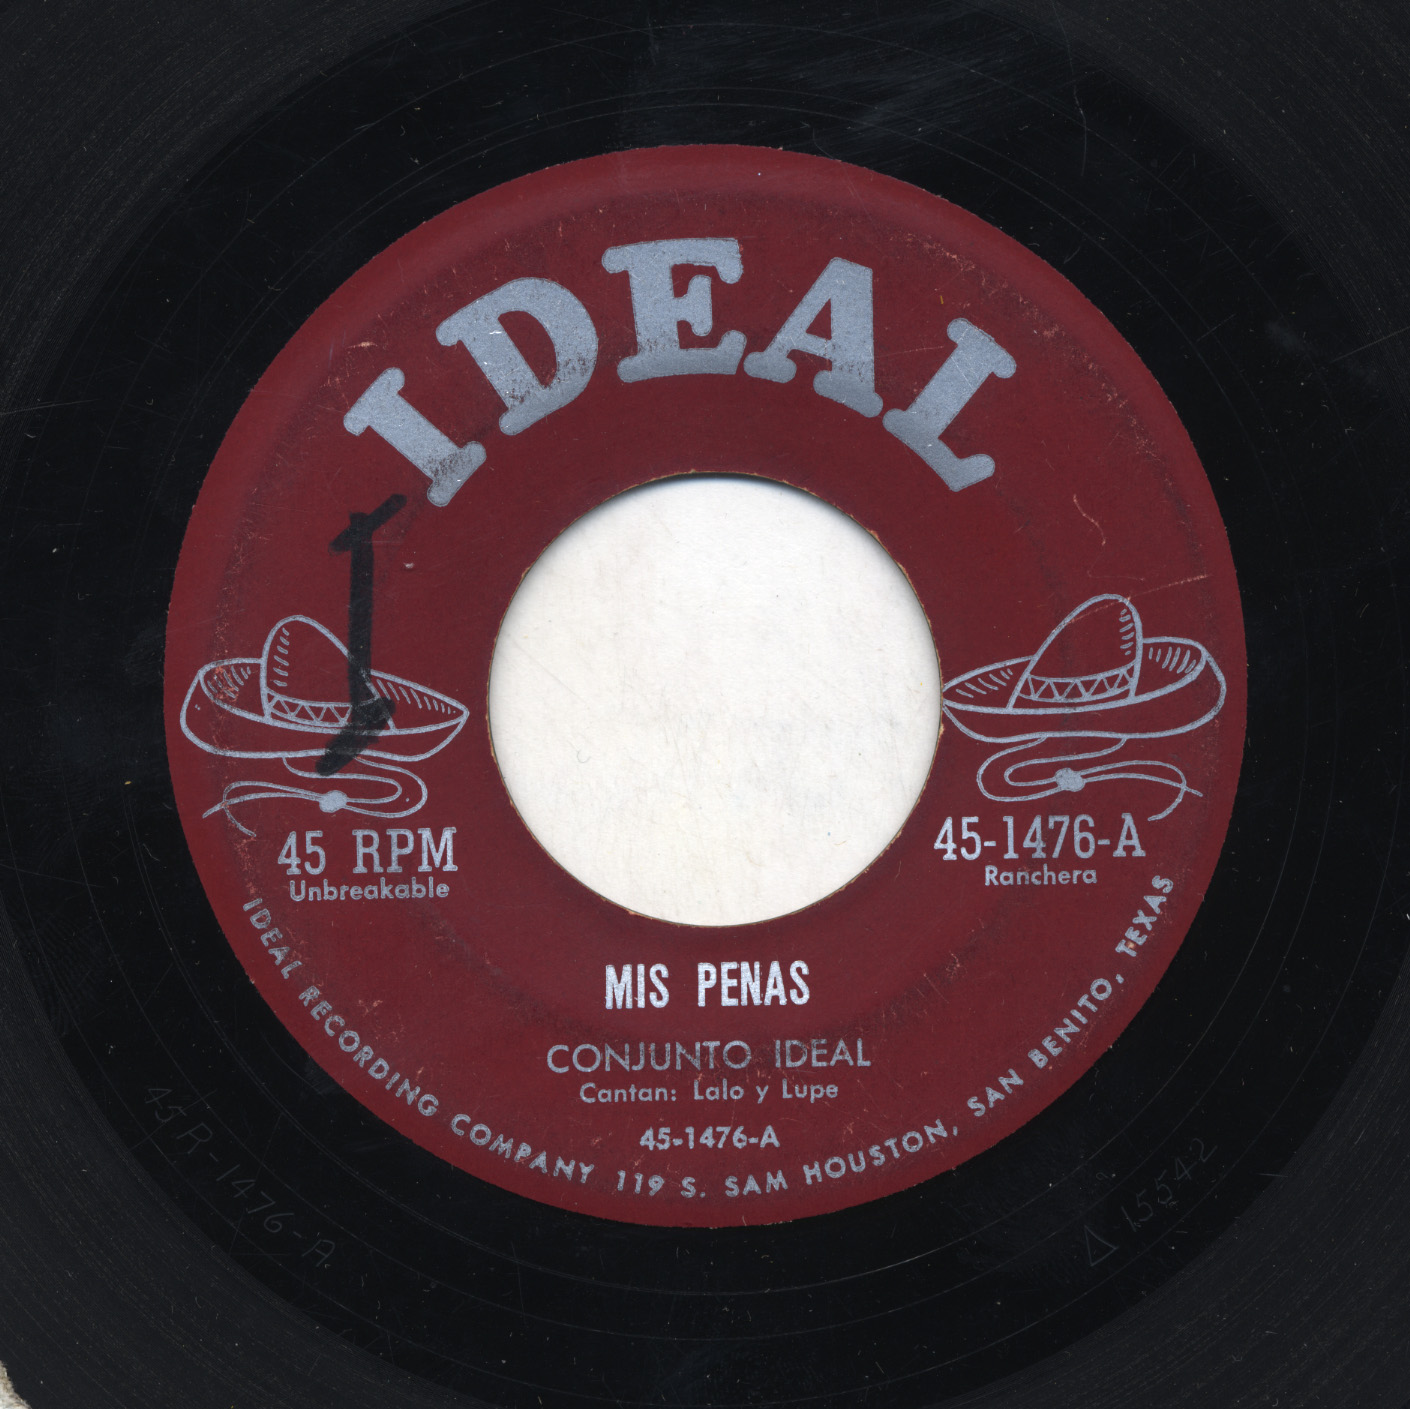 IDEAL
45 RPM
Unbreakable
45-1476-A
Ranchera
MIS PENAS
CONJUNTO IDEAL
Cantan: Lalo y Lupe
45-1476-A
IDEAL RECORDING COMPANY 119 S. SAM HOUSTON, SAN BENITO, TEXAS
45R-1476-A
Δ 15542